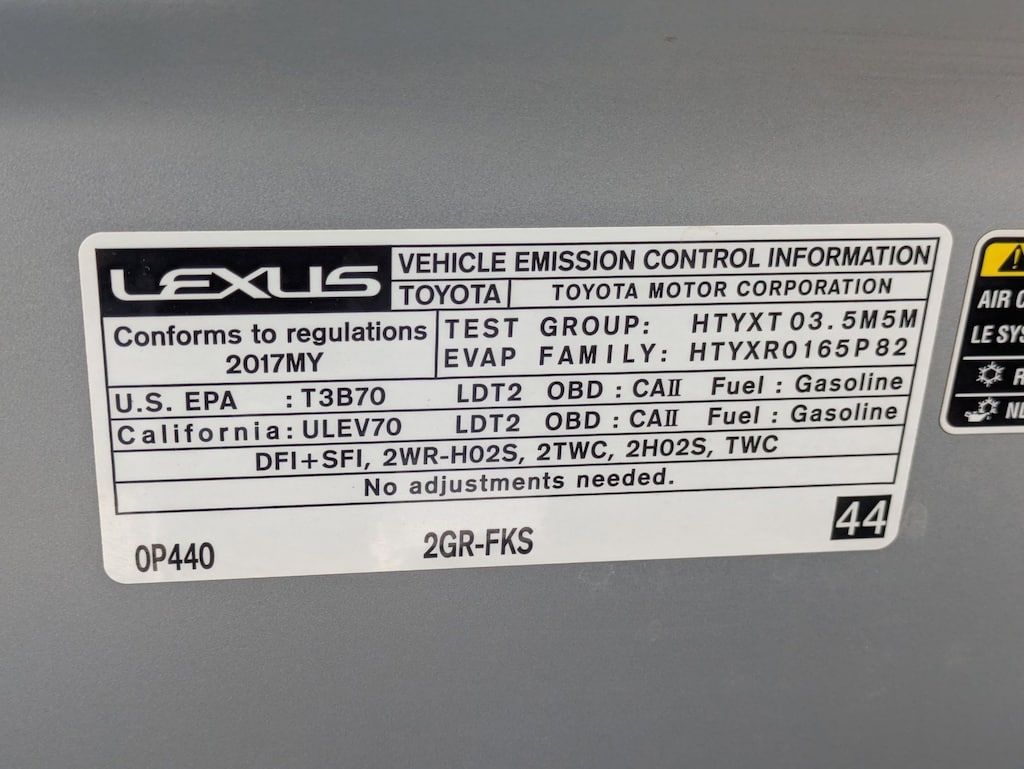 LEXUS
VEHICLE EMISSION CONTROL INFORMATION
TOYOTA TOYOTA MOTOR CORPORATION
Conforms to regulations
2017MY
TEST GROUP: HTYXT03.5M5M
EVAP FAMILY: HTYXR0165P82
U.S. EPA : T3B70 LDT2 OBD : CAII Fuel : Gasoline
California: ULEV70 LDT2 OBD : CAII Fuel : Gasoline
DFI+SFI, 2WR-HO2S, 2TWC, 2HO2S, TWC
No adjustments needed.
0P440 2GR-FKS 44
AIR C
LE SYS
R